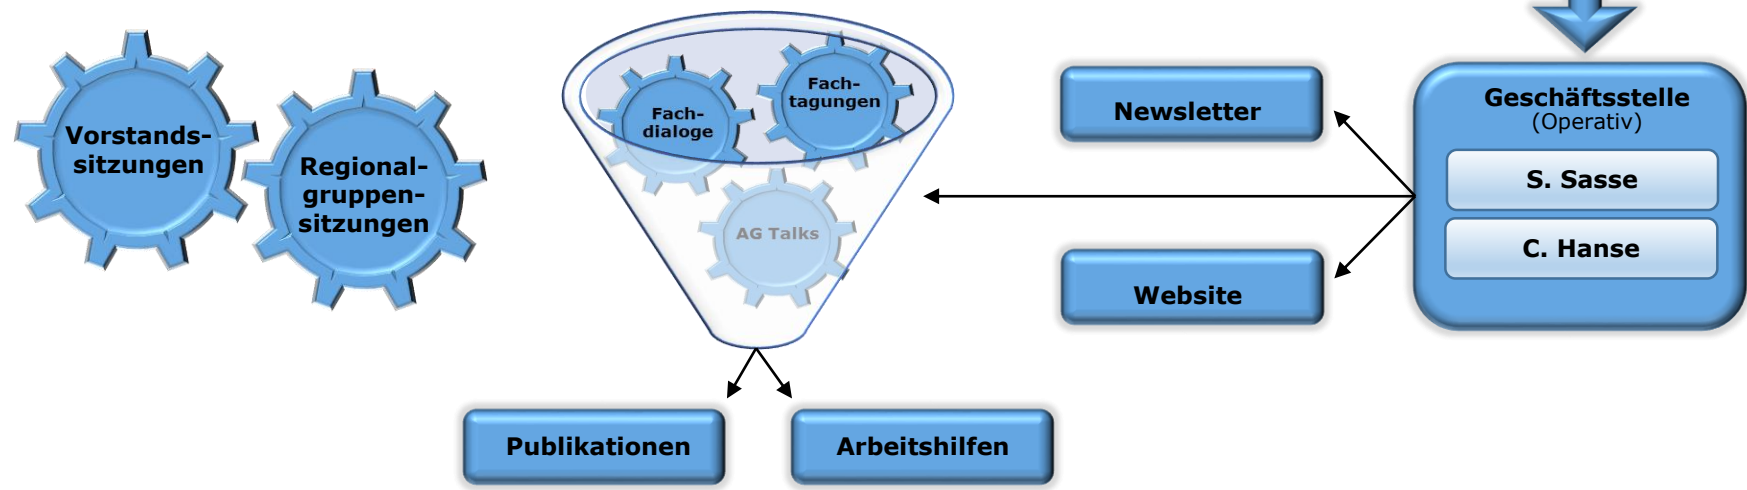 Vorstands-
sitzungen
Regional-
gruppen-
sitzungen
Fach-
dialoge
Fach-
tagungen
AG Talks
Newsletter
Website
Geschäftsstelle
(Operativ)
S. Sasse
C. Hanse
Publikationen
Arbeitshilfen